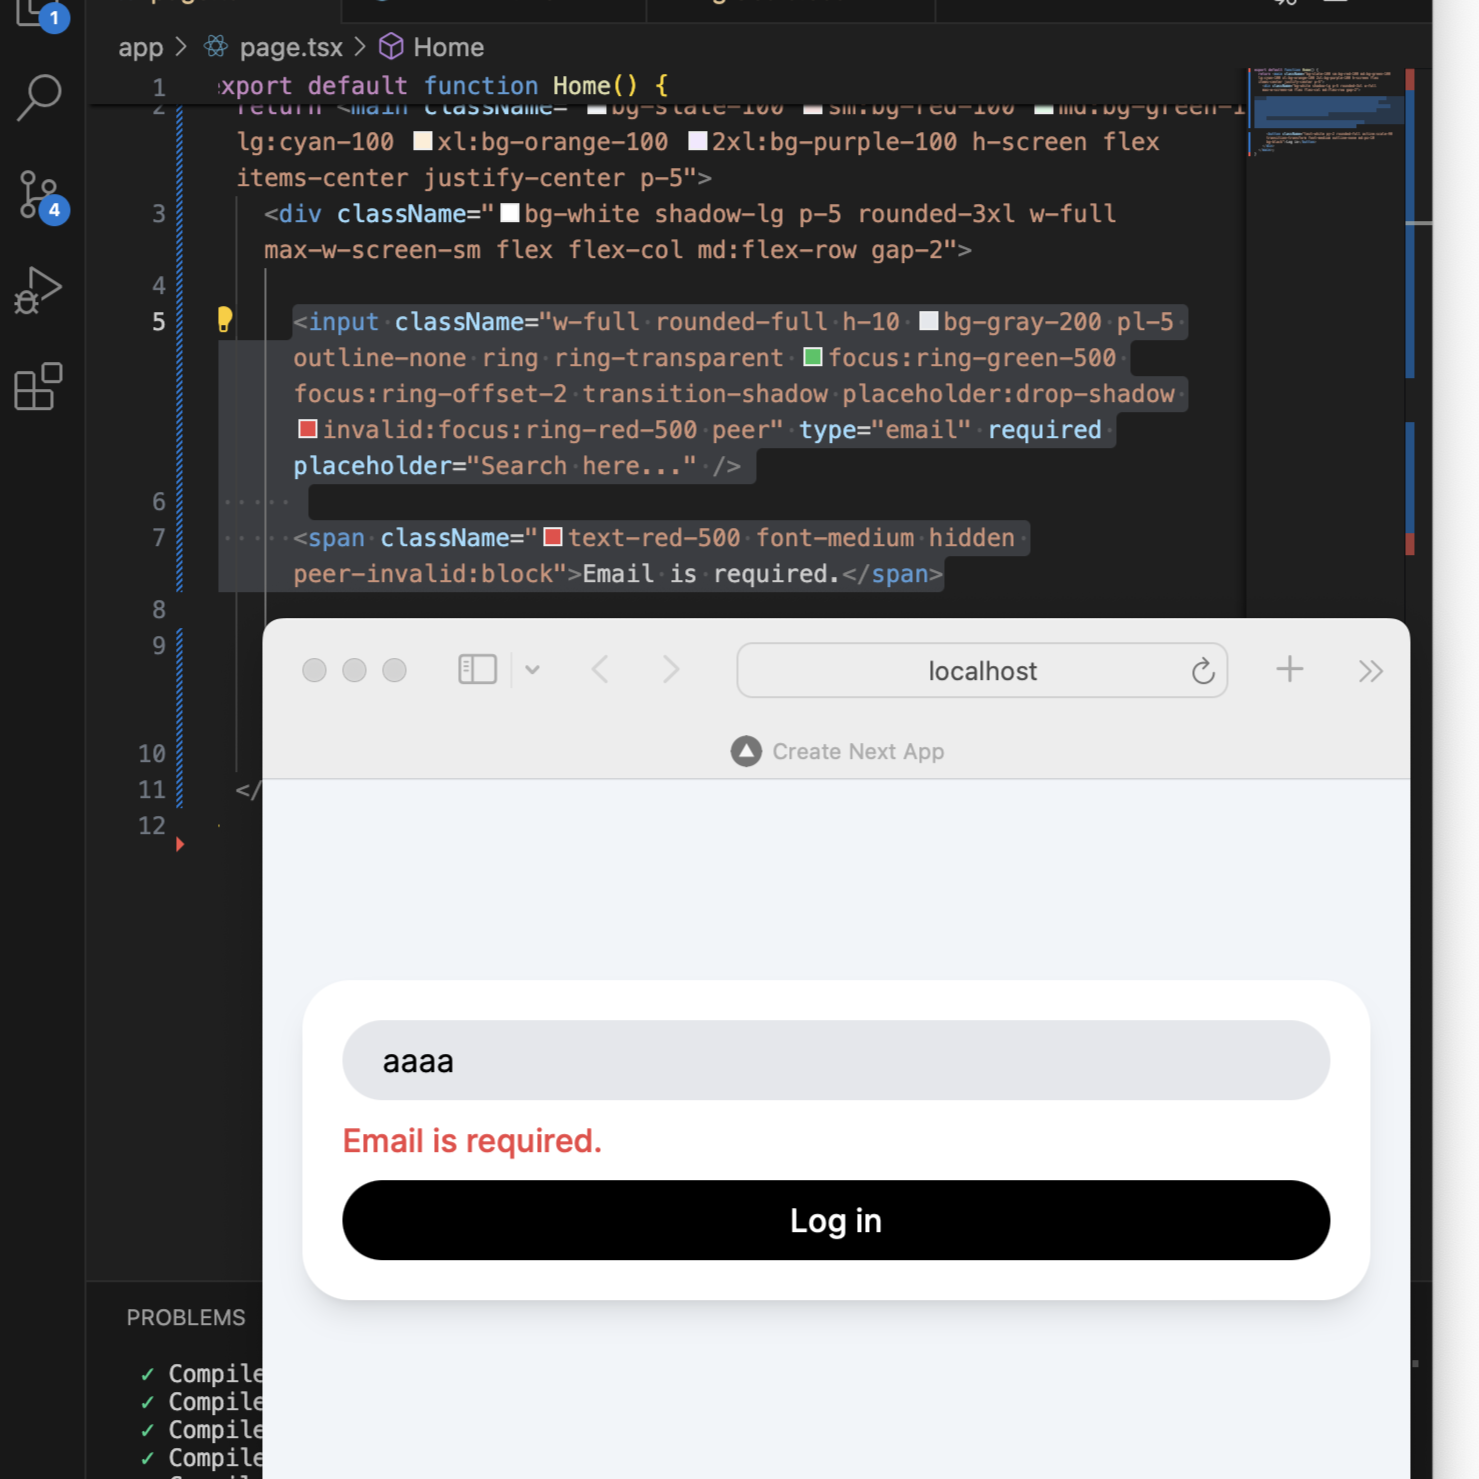 1
4
app > page.tsx > Home
1 export default function Home() {
2 return <main className="bg-slate-100 sm:bg-red-100 md:bg-green-1
lg:cyan-100 xl:bg-orange-100 2xl:bg-purple-100 h-screen flex
items-center justify-center p-5">
3 <div className="bg-white shadow-lg p-5 rounded-3xl w-full
max-w-screen-sm flex flex-col md:flex-row gap-2">
4
5 <input className="w-full rounded-full h-10 bg-gray-200 pl-5
outline-none ring ring-transparent focus:ring-green-500
focus:ring-offset-2 transition-shadow placeholder:drop-shadow
invalid:focus:ring-red-500 peer" type="email" required
placeholder="Search here..." />
6
7 <span className="text-red-500 font-medium hidden
peer-invalid:block">Email is required.</span>
8
9
10
11 </
12
localhost
Create Next App
aaaa
Email is required.
Log in
PROBLEMS
✓ Compile
✓ Compile
✓ Compile
✓ Compile